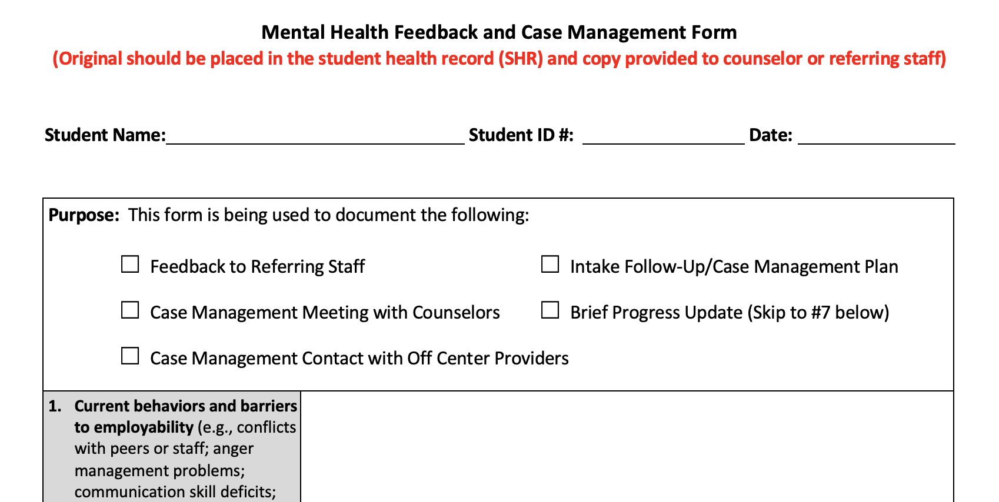 Mental Health Feedback and Case Management Form
(Original should be placed in the student health record (SHR) and copy provided to counselor or referring staff)
Student Name: Student ID #: Date:
Purpose: This form is being used to document the following:
Feedback to Referring Staff Intake Follow-Up/Case Management Plan
Case Management Meeting with Counselors Brief Progress Update (Skip to #7 below)
Case Management Contact with Off Center Providers
1. Current behaviors and barriers
to employability (e.g., conflicts
with peers or staff; anger
management problems;
communication skill deficits;